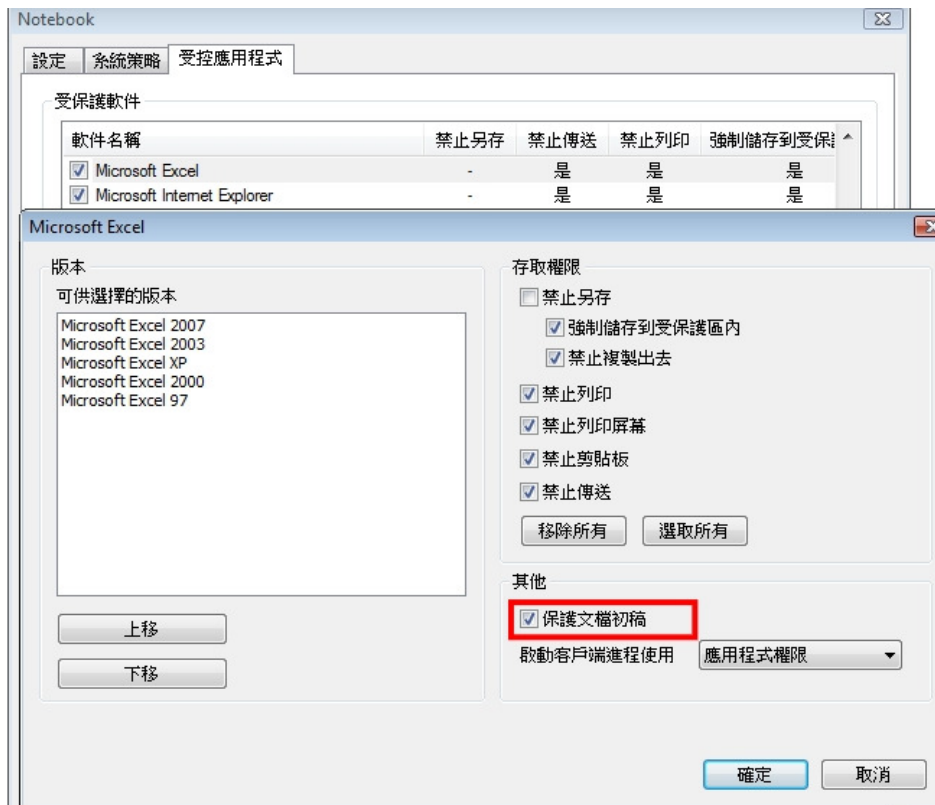 Notebook
設定 系統策略 受控應用程式
受保護軟件
軟件名稱 禁止另存 禁止傳送 禁止列印 強制儲存到受保護
Microsoft Excel - 是 是 是
Microsoft Internet Explorer - 是 是 是
Microsoft Excel
版本
可供選擇的版本
Microsoft Excel 2007
Microsoft Excel 2003
Microsoft Excel XP
Microsoft Excel 2000
Microsoft Excel 97
上移
下移
存取權限
禁止另存
強制儲存到受保護區內
禁止複製出去
禁止列印
禁止列印屏幕
禁止剪貼板
禁止傳送
移除所有 選取所有
其他
保護文檔初稿
啟動客戶端進程使用 應用程式權限
確定 取消